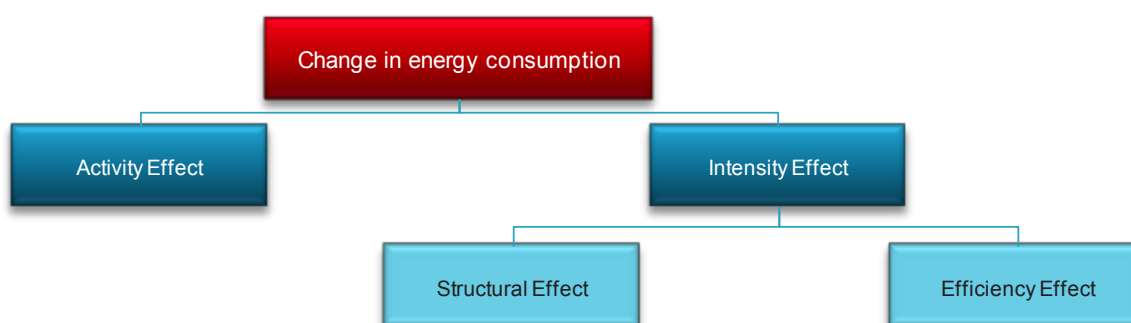 Change in energy consumption
Activity Effect
Intensity Effect
Structural Effect
Efficiency Effect